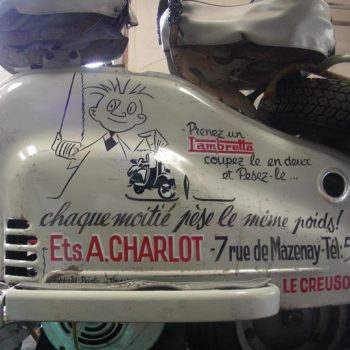 - Prenez un
Lambretta
coupez le en deux
et Pesez-le ...
chaque moitié pèse le même poids!
Ets. A. CHARLOT - 7 rue de Mazenay - Tél: 5
LE CREUSO